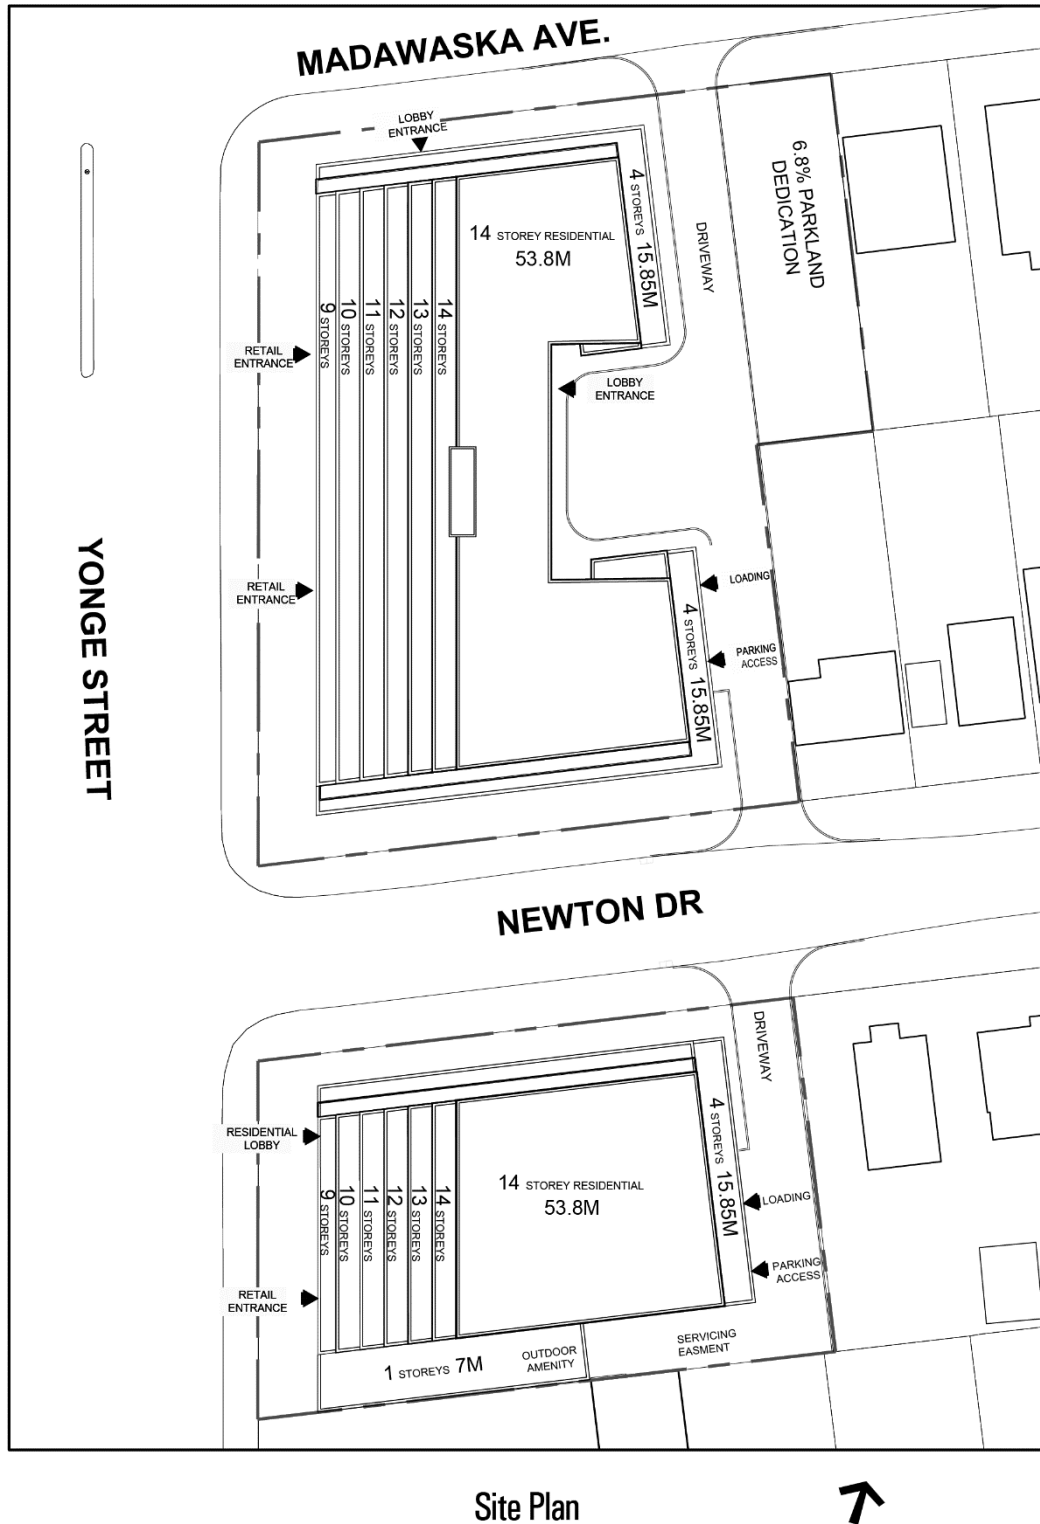 MADAWASKA AVE.
LOBBY
ENTRANCE
6.8% PARKLAND
DEDICATION
4 STOREYS 15.85M
DRIVEWAY
14 STOREY RESIDENTIAL
53.8M
9 STOREYS
10 STOREYS
11 STOREYS
12 STOREYS
13 STOREYS
14 STOREYS
RETAIL
ENTRANCE
LOBBY
ENTRANCE
RETAIL
ENTRANCE
LOADING
4 STOREYS 15.85M
PARKING
ACCESS
YONGE STREET
NEWTON DR
DRIVEWAY
RESIDENTIAL
LOBBY
4 STOREYS 15.85M
14 STOREY RESIDENTIAL
53.8M
9 STOREYS
10 STOREYS
11 STOREYS
12 STOREYS
13 STOREYS
14 STOREYS
LOADING
PARKING
ACCESS
RETAIL
ENTRANCE
1 STOREYS 7M
OUTDOOR
AMENITY
SERVICING
EASMENT
Site Plan